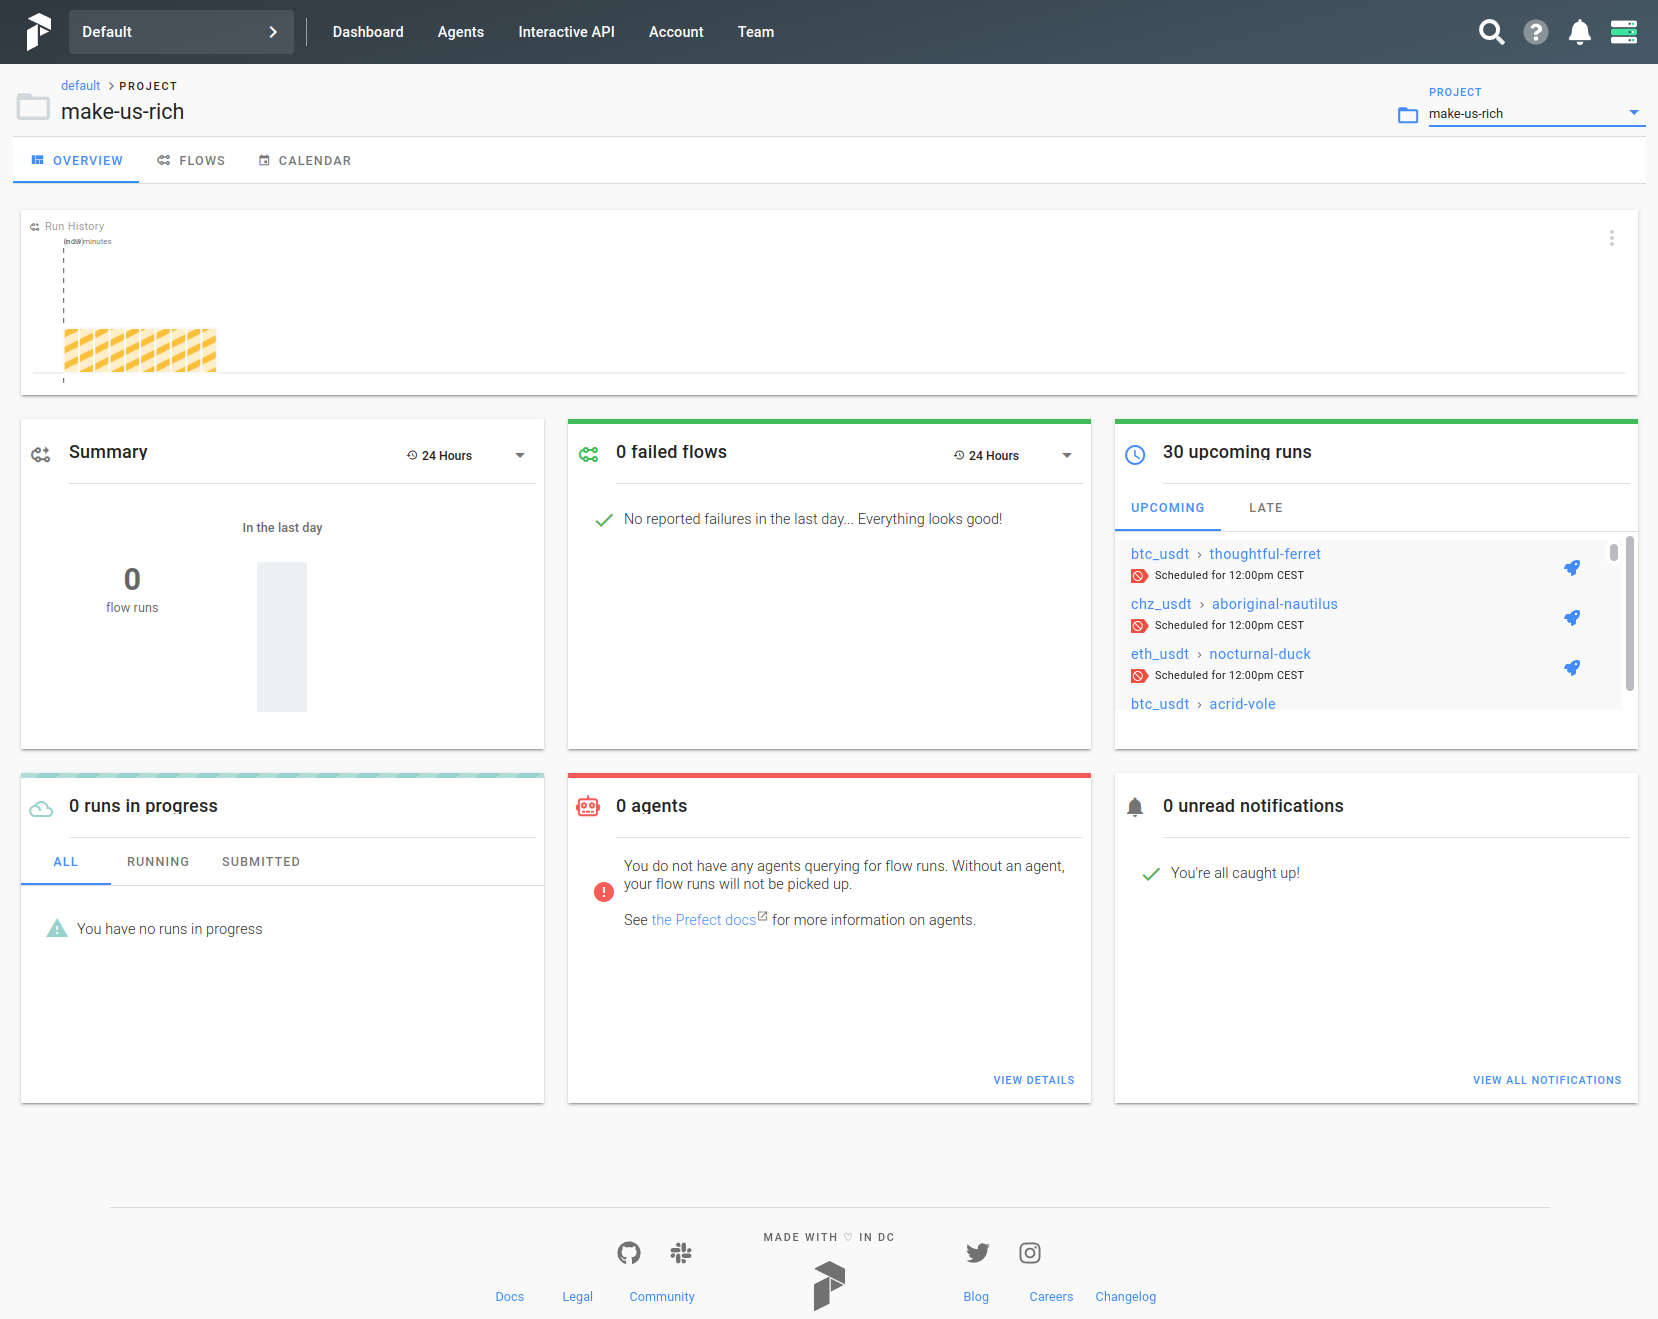 Default
Dashboard
Agents
Interactive API
Account
Team
default > PROJECT
make-us-rich
PROJECT
make-us-rich
OVERVIEW
FLOWS
CALENDAR
Run History
minutes
Summary
24 Hours
In the last day
0
flow runs
0 failed flows
24 Hours
No reported failures in the last day... Everything looks good!
30 upcoming runs
UPCOMING
LATE
btc_usdt > thoughtful-ferret
Scheduled for 12:00pm CEST
chz_usdt > aboriginal-nautilus
Scheduled for 12:00pm CEST
eth_usdt > nocturnal-duck
Scheduled for 12:00pm CEST
btc_usdt > acrid-vole
0 runs in progress
ALL
RUNNING
SUBMITTED
You have no runs in progress
0 agents
You do not have any agents querying for flow runs. Without an agent,
your flow runs will not be picked up.
See the Prefect docs for more information on agents.
VIEW DETAILS
0 unread notifications
You're all caught up!
VIEW ALL NOTIFICATIONS
MADE WITH ♡ IN DC
Docs
Legal
Community
Blog
Careers
Changelog